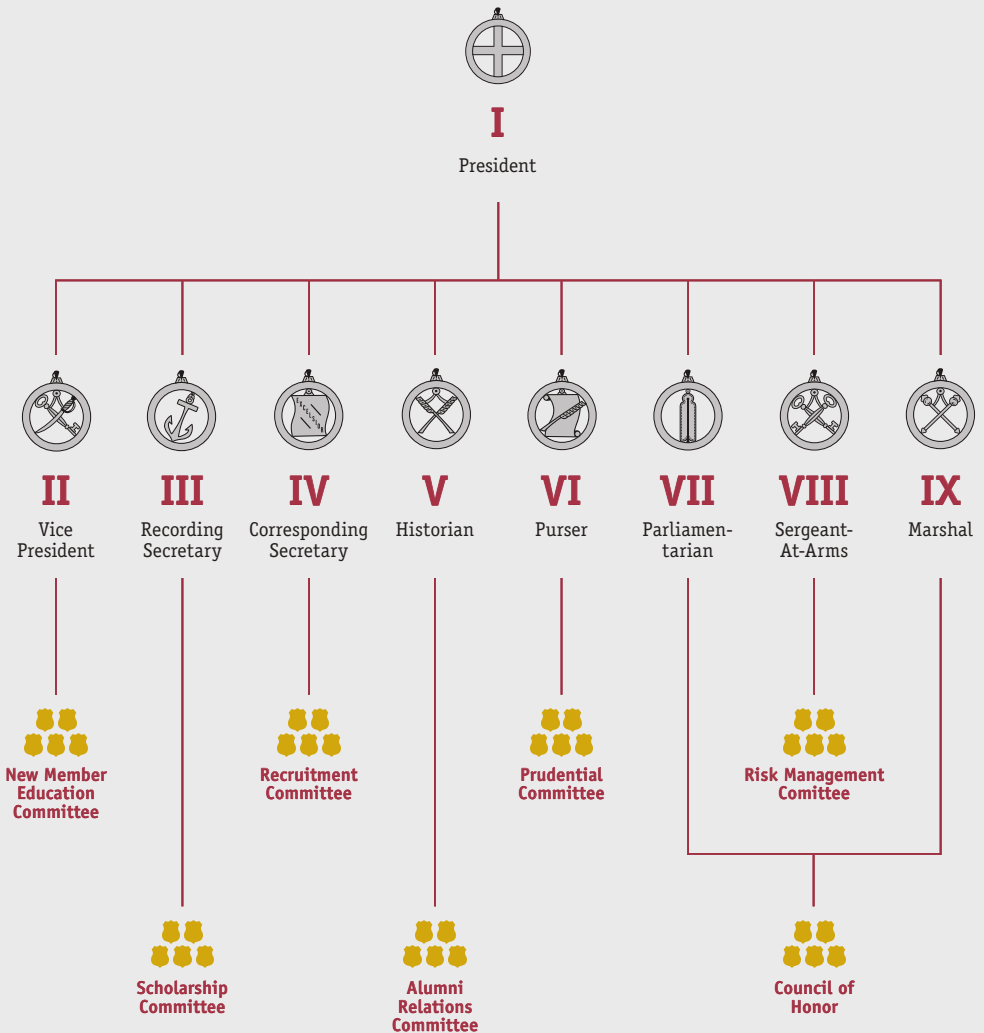 I
President
II
III
IV
V
VI
VII
VIII
IX
Vice
President
Recording
Secretary
EXCELSIOR
Corresponding
Secretary
Historian
Purser
Parliamen-
tarian
Sergeant-
At-Arms
Marshal
New Member
Education
Committee
Recruitment
Committee
Prudential
Committee
Risk Management
Comittee
Scholarship
Committee
Alumni
Relations
Committee
Council of
Honor